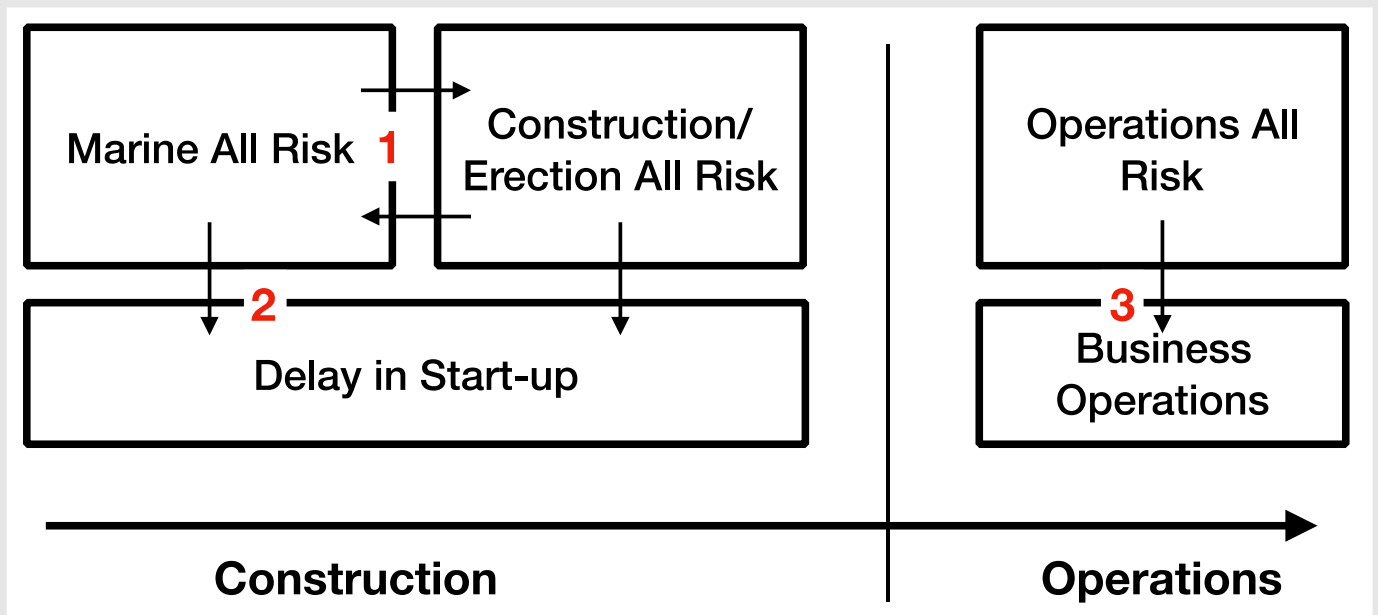 Marine All Risk
1
Construction/
Erection All Risk
Operations All
Risk
2
Delay in Start-up
3
Business
Operations
Construction
Operations